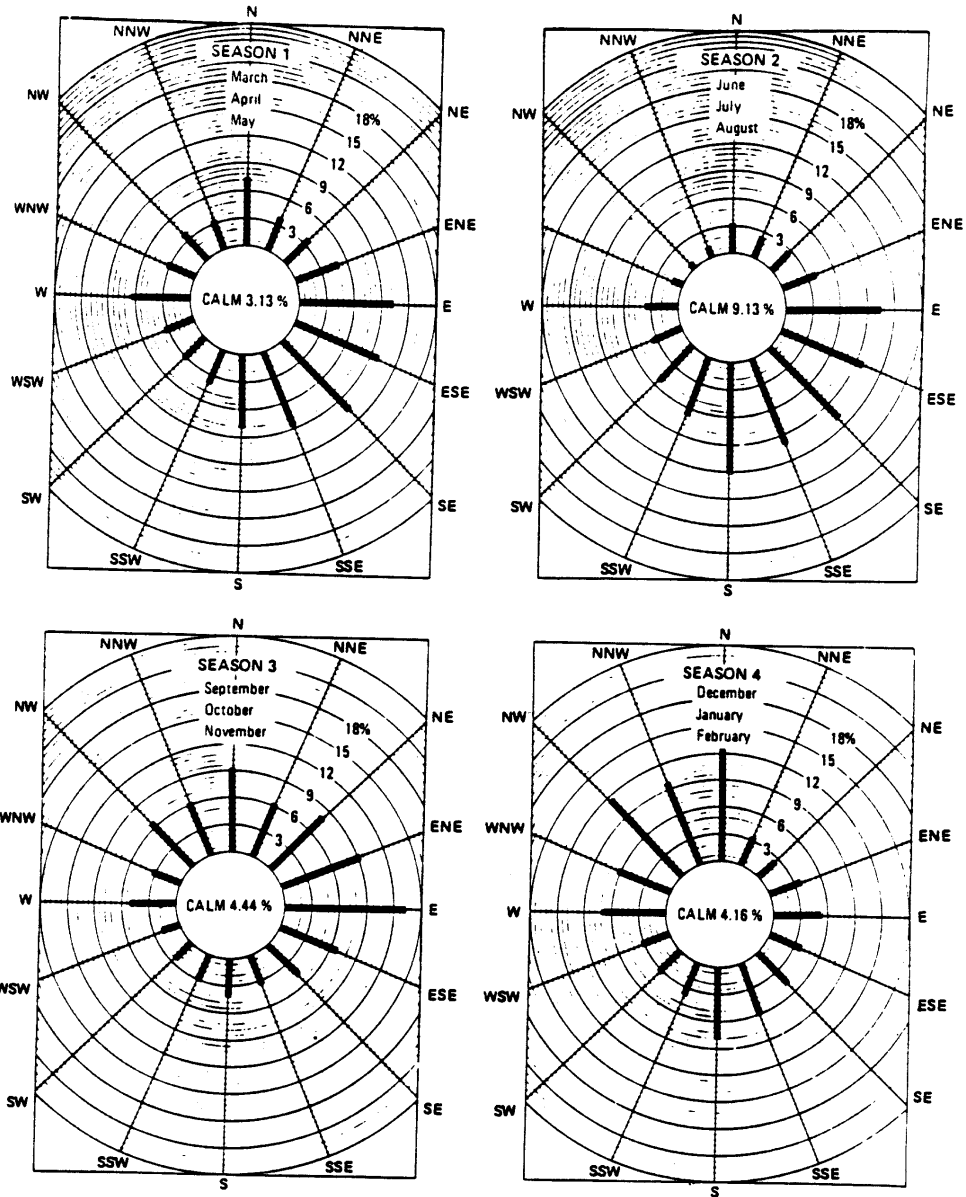 N
NNW
NNE
SEASON 1
March
April
May
NW
NE
18%
15
12
9
6
3
WNW
ENE
W
CALM 3.13 %
E
WSW
ESE
SW
SE
SSW
SSE
S
N
NNW
NNE
SEASON 2
June
July
August
NW
NE
18%
15
12
9
6
3
WNW
ENE
W
CALM 9.13 %
E
WSW
ESE
SW
SE
SSW
SSE
S
N
NNW
NNE
SEASON 3
September
October
November
NW
NE
18%
15
12
9
6
3
WNW
ENE
W
CALM 4.44 %
E
WSW
ESE
SW
SE
SSW
SSE
S
N
NNW
NNE
SEASON 4
December
January
February
NW
NE
18%
15
12
9
6
3
WNW
ENE
W
CALM 4.16 %
E
WSW
ESE
SW
SE
SSW
SSE
S